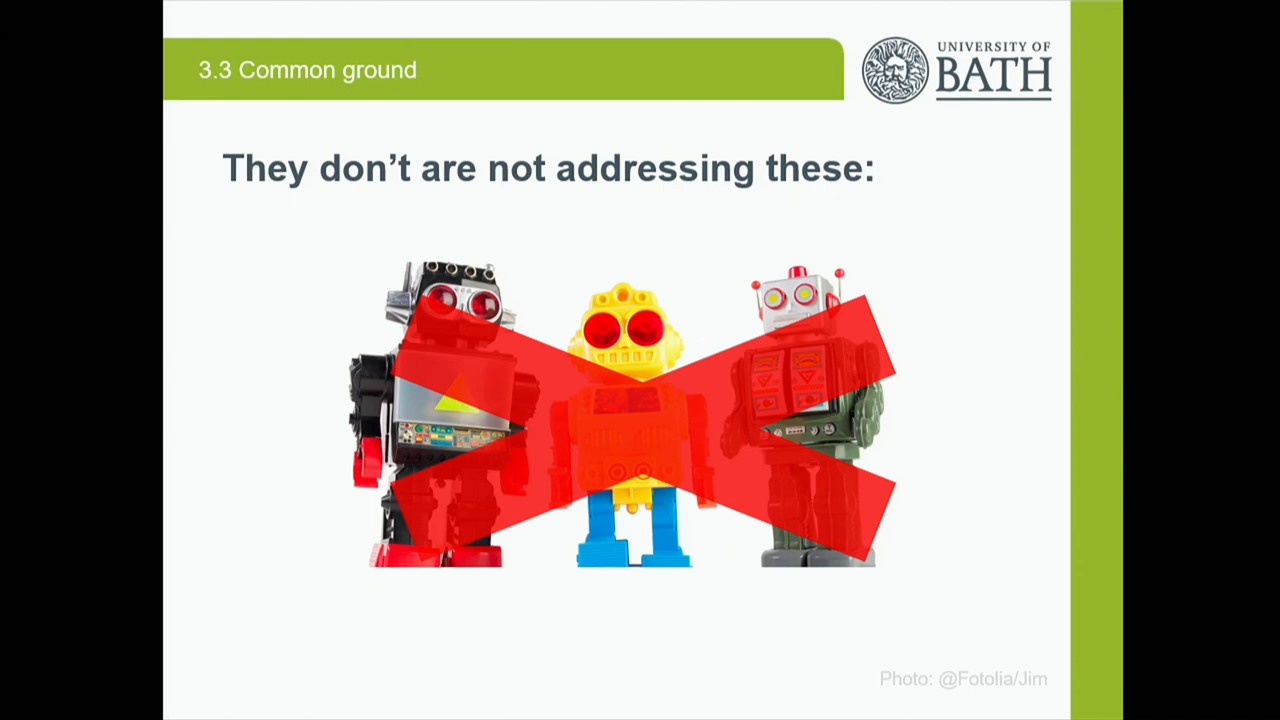 3.3 Common ground
UNIVERSITY OF
BATH
They don’t are not addressing these:
Photo: @Fotolia/Jim